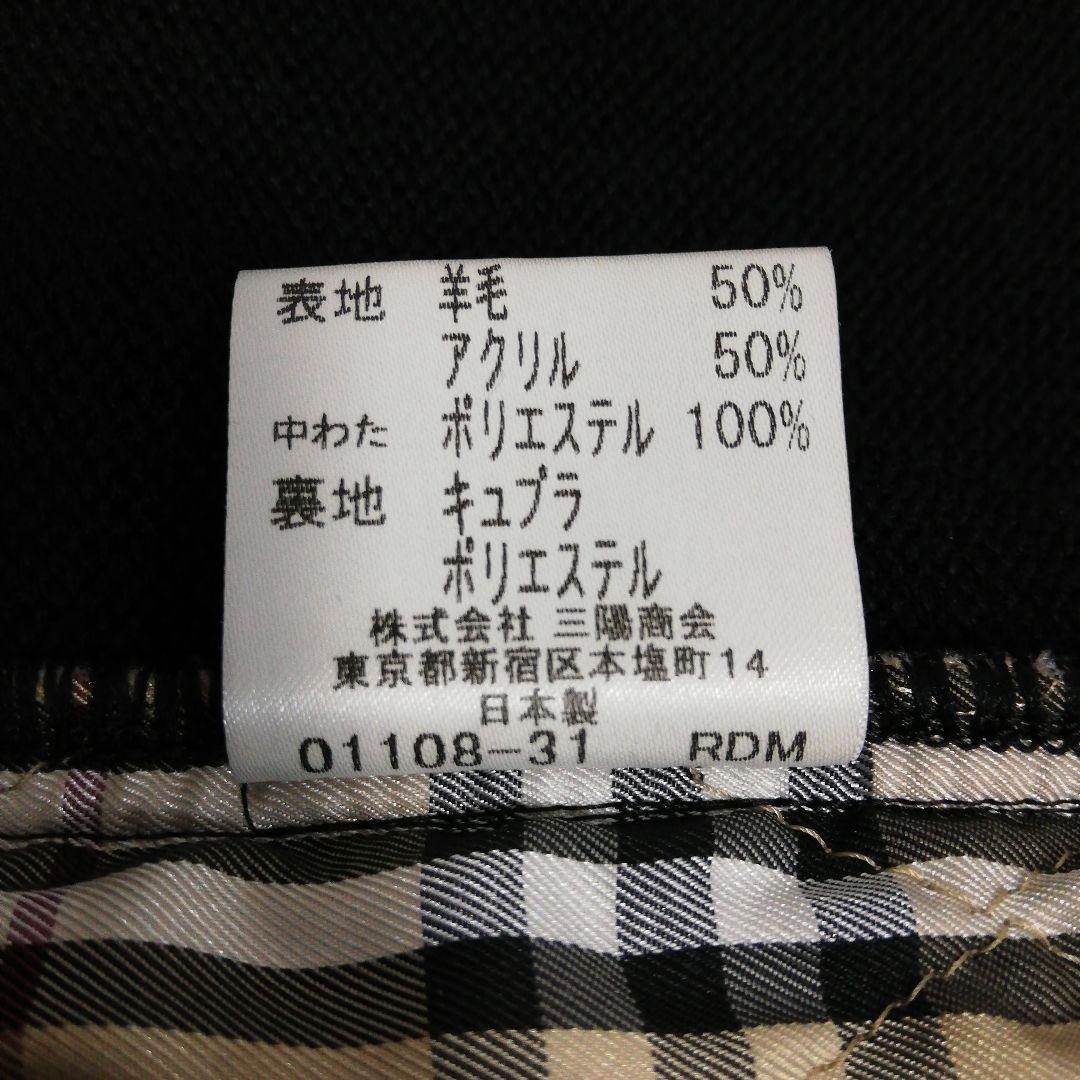 表地 羊毛 50%
アクリル 50%
中わた ポリエステル 100%
裏地 キュプラ
ポリエステル
株式会社 三陽商会
東京都新宿区本塩町14
日本製
01108-31 RDM